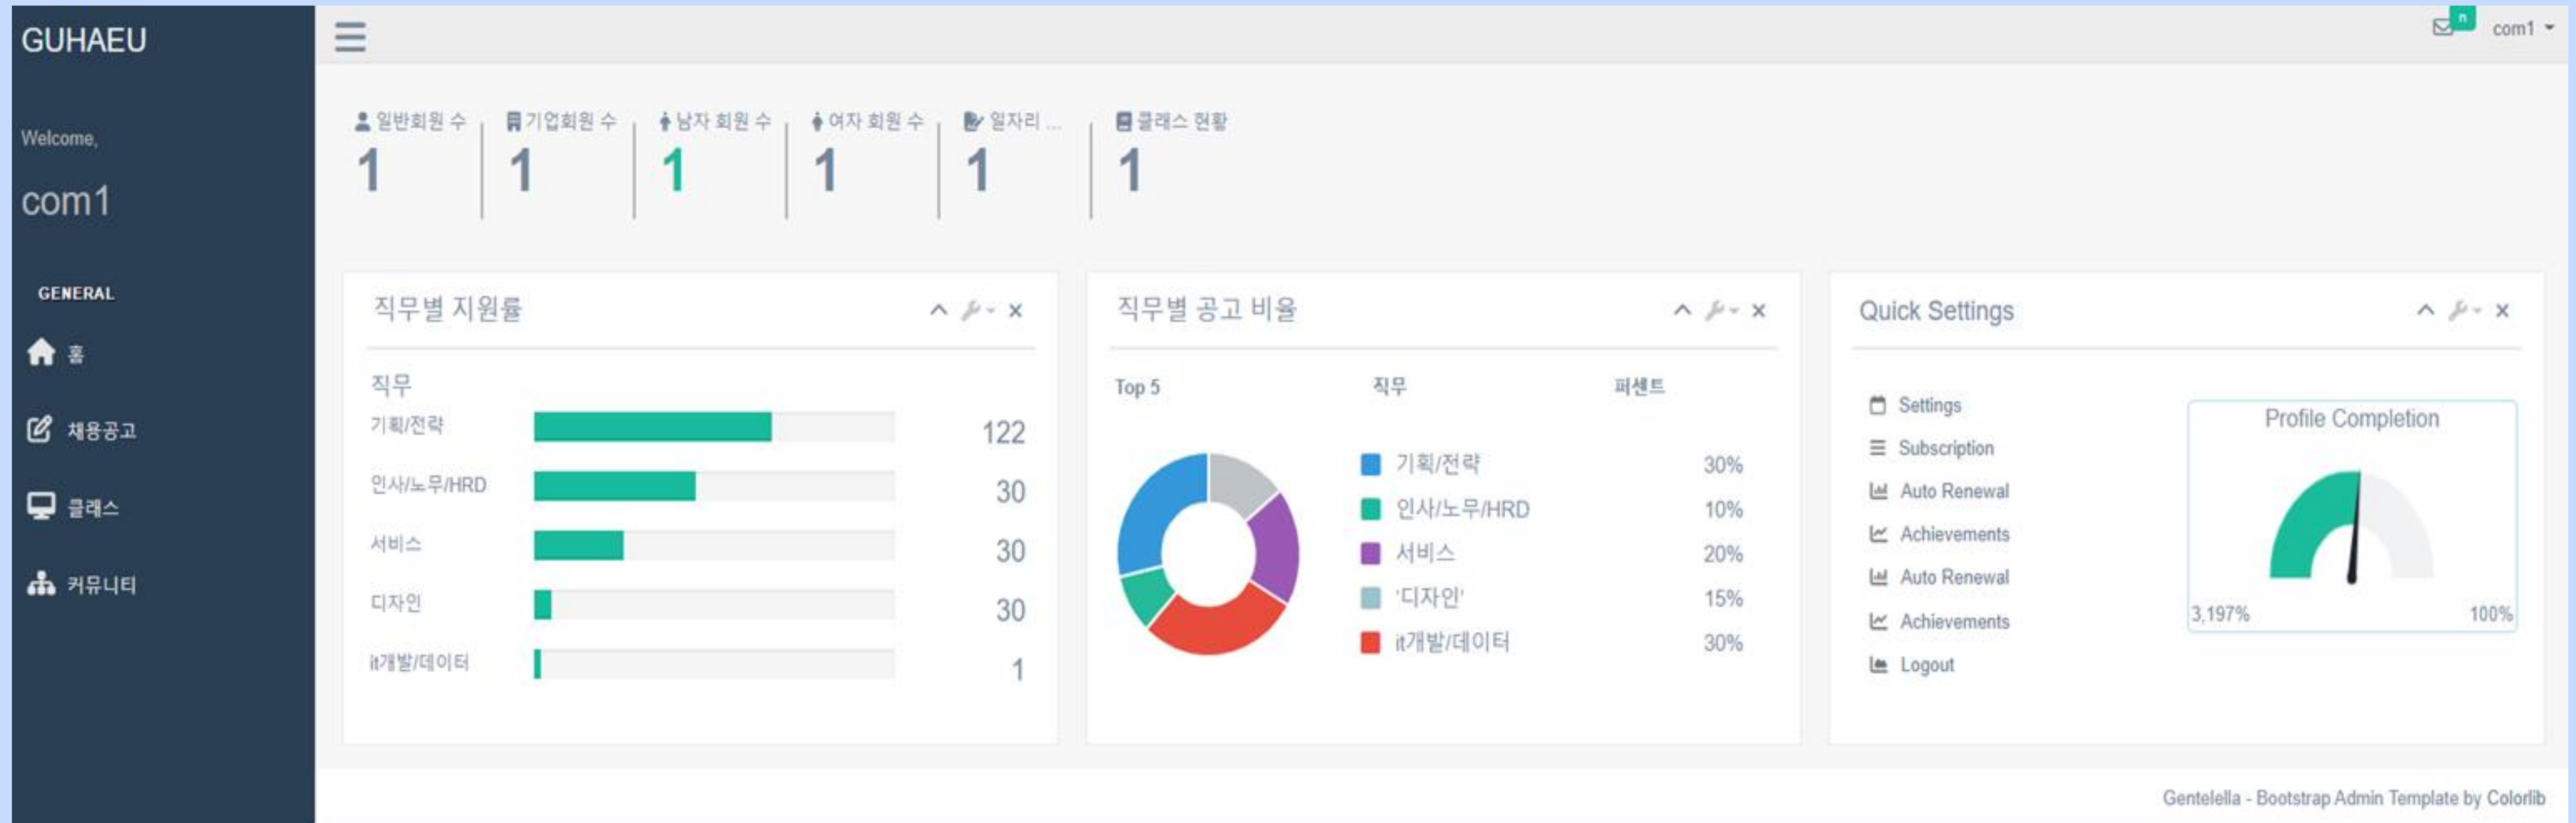 GUHAEU
Welcome,
com1
GENERAL
홈
채용공고
클래스
커뮤니티
n
com1
일반회원 수
1
기업회원 수
1
남자 회원 수
1
여자 회원 수
1
일자리 ...
1
클래스 현황
1
직무별 지원률
직무
기획/전략 122
인사/노무/HRD 30
서비스 30
디자인 30
it개발/데이터 1
직무별 공고 비율
Top 5 직무 퍼센트
기획/전략 30%
인사/노무/HRD 10%
서비스 20%
'디자인' 15%
it개발/데이터 30%
Quick Settings
Settings
Subscription
Auto Renewal
Achievements
Auto Renewal
Achievements
Logout
Profile Completion
3,197% 100%
Gentelella - Bootstrap Admin Template by Colorlib